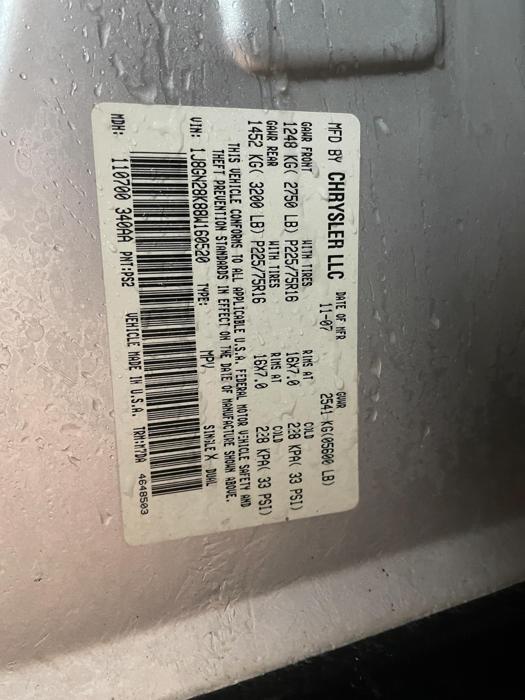 MFD BY CHRYSLER LLC DATE OF MFR GVWR
11-07 2541 KG(05600 LB)
GAWR FRONT WITH TIRES RIMS AT COLD
1248 KG( 2750 LB) P225/75R16 16X7.0 228 KPA( 33 PSI)
GAWR REAR WITH TIRES RIMS AT COLD
1452 KG( 3200 LB) P225/75R16 16X7.0 228 KPA( 33 PSI)
THIS VEHICLE CONFORMS TO ALL APPLICABLE U.S.A. FEDERAL MOTOR VEHICLE SAFETY AND
THEFT PREVENTION STANDARDS IN EFFECT ON THE DATE OF MANUFACTURE SHOWN ABOVE.
VIN: 1J8GN28K88W160520 TYPE: MPV SINGLE X DUAL
MDH: 110700 340AA PNT:PS2 VEHICLE MADE IN U.S.A. TRM:M7DA 4648503